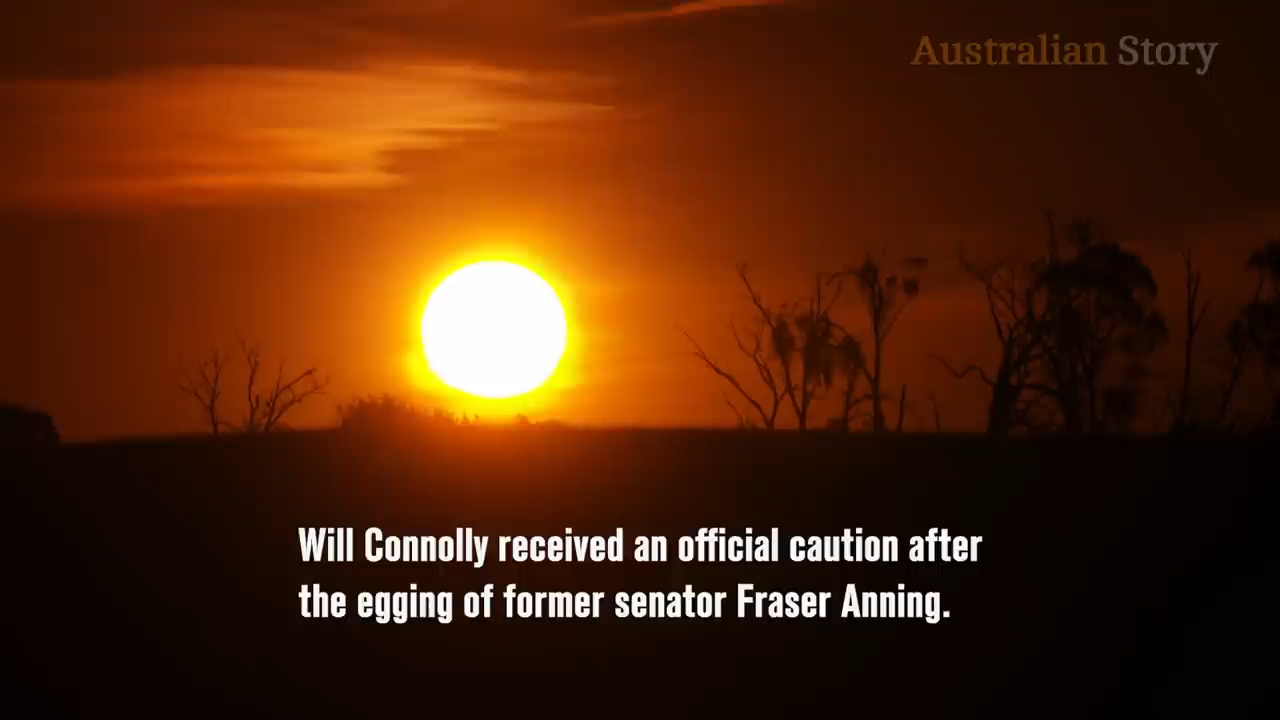 Australian Story
Will Connolly received an official caution after
the egging of former senator Fraser Anning.